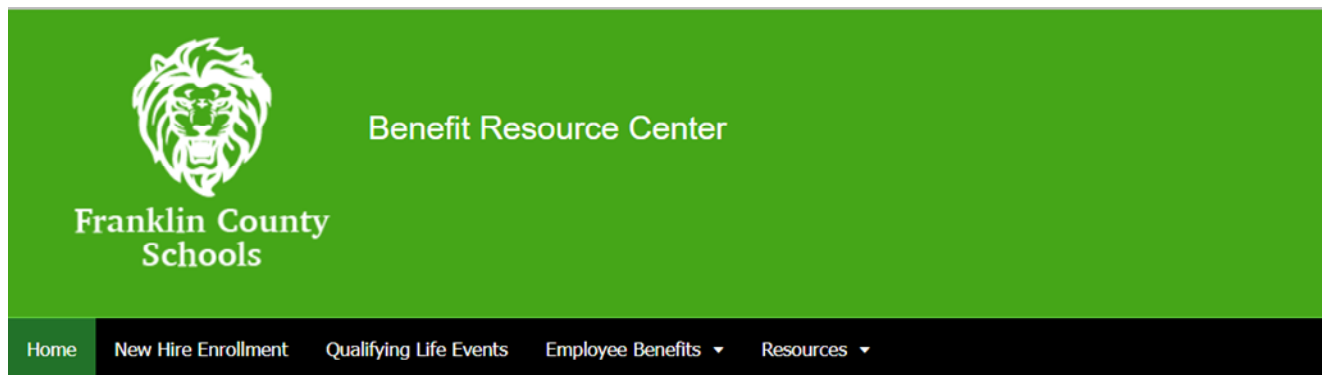 Benefit Resource Center
Franklin County
Schools
Home New Hire Enrollment Qualifying Life Events Employee Benefits Resources